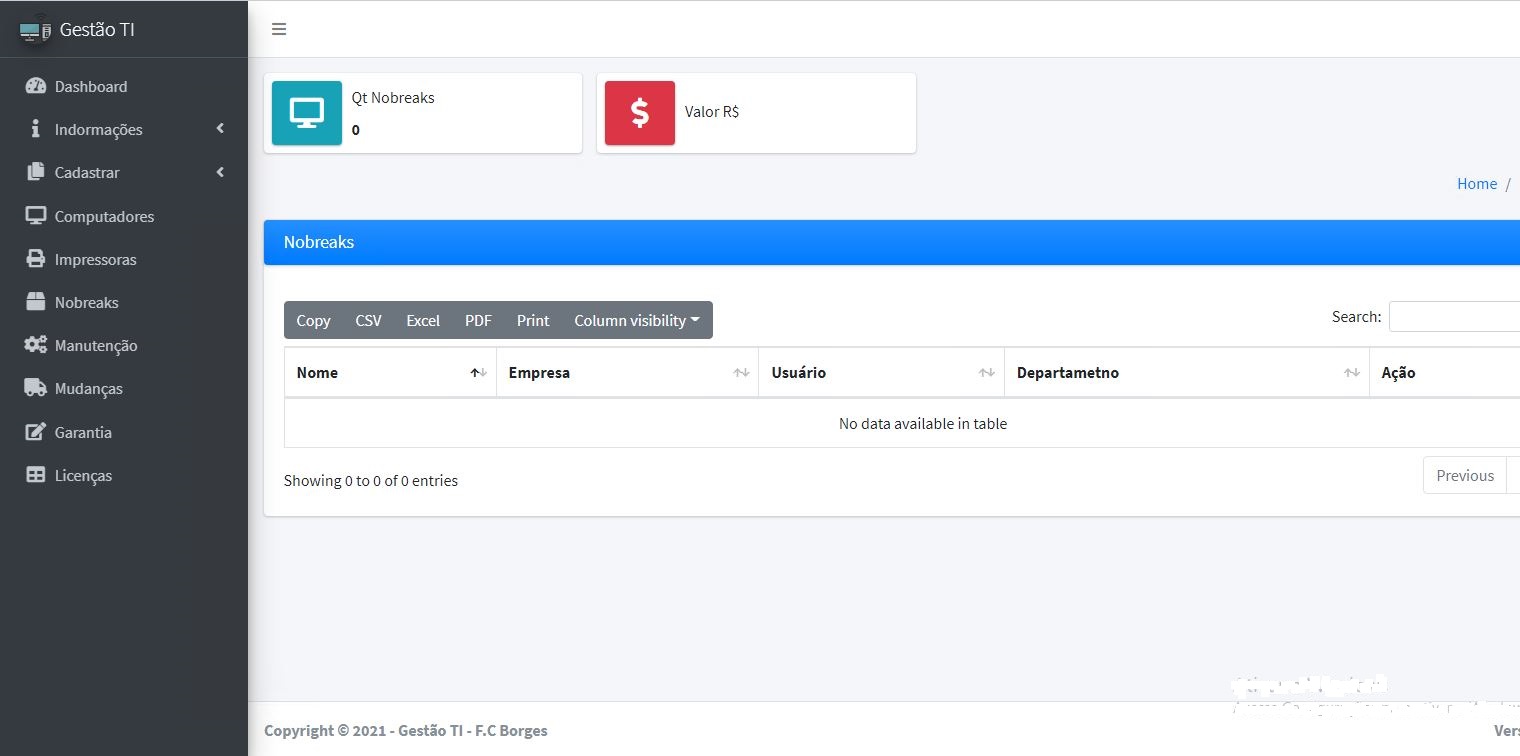 Gestão TI
Dashboard
Indormações
Cadastrar
Computadores
Impressoras
Nobreaks
Manutenção
Mudanças
Garantia
Licenças
Qt Nobreaks
0
Valor R$
Home /
Nobreaks
Copy CSV Excel PDF Print Column visibility
Search:
Nome Empresa Usuário Departametno Ação
No data available in table
Showing 0 to 0 of 0 entries
Previous
Copyright © 2021 - Gestão TI - F.C Borges